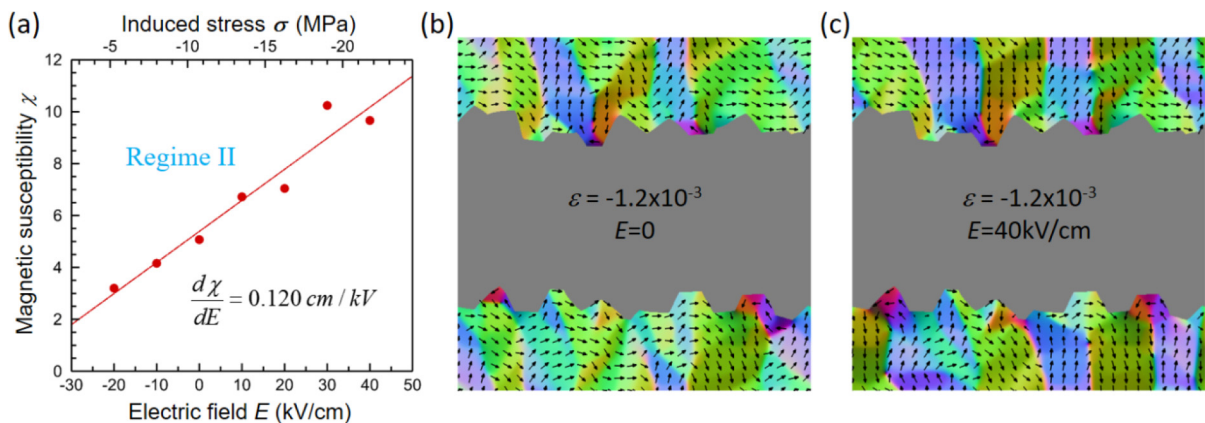 (a)
Induced stress σ (MPa)
-5 -10 -15 -20
12
10
8
6
4
2
0
Magnetic susceptibility χ
Regime II
dχ/dE = 0.120 cm / kV
-30 -20 -10 0 10 20 30 40 50
Electric field E (kV/cm)
(b)
ε = -1.2x10⁻³
E=0
(c)
ε = -1.2x10⁻³
E=40kV/cm